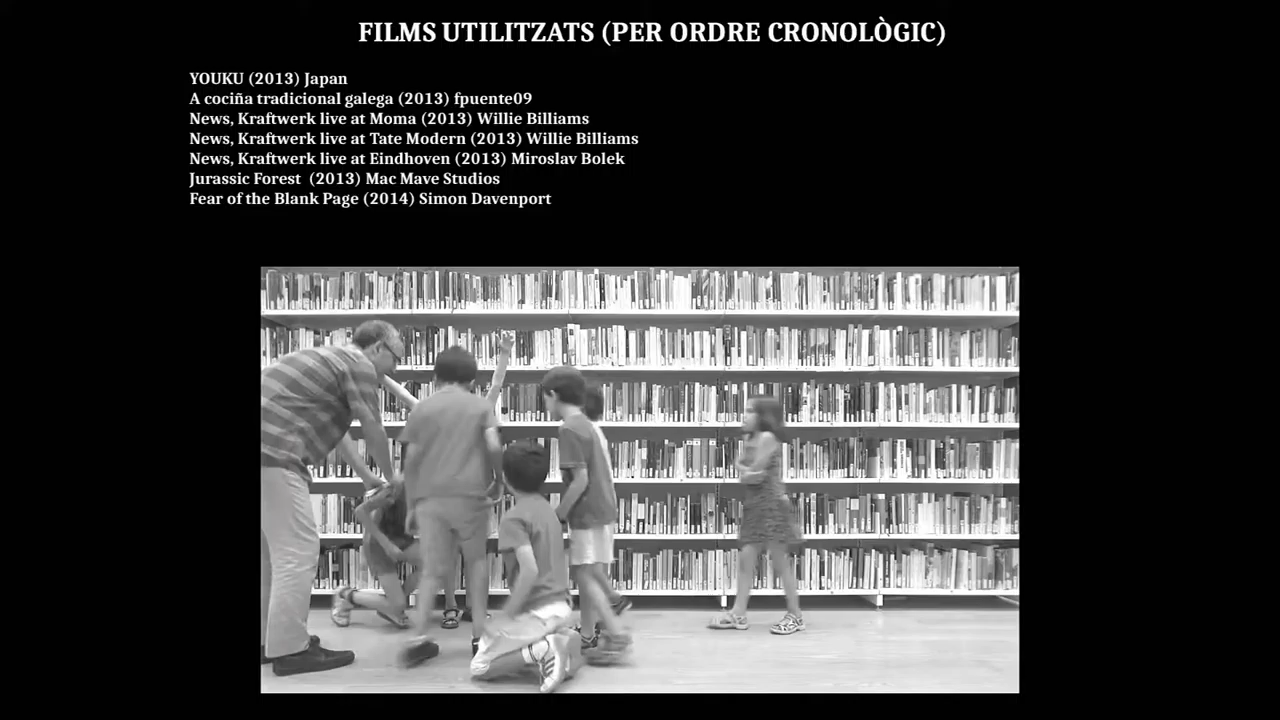 FILMS UTILITZATS (PER ORDRE CRONOLÒGIC)
YOUKU (2013) Japan
A cociña tradicional galega (2013) fpuente09
News, Kraftwerk live at Moma (2013) Willie Billiams
News, Kraftwerk live at Tate Modern (2013) Willie Billiams
News, Kraftwerk live at Eindhoven (2013) Miroslav Bolek
Jurassic Forest  (2013) Mac Mave Studios
Fear of the Blank Page (2014) Simon Davenport